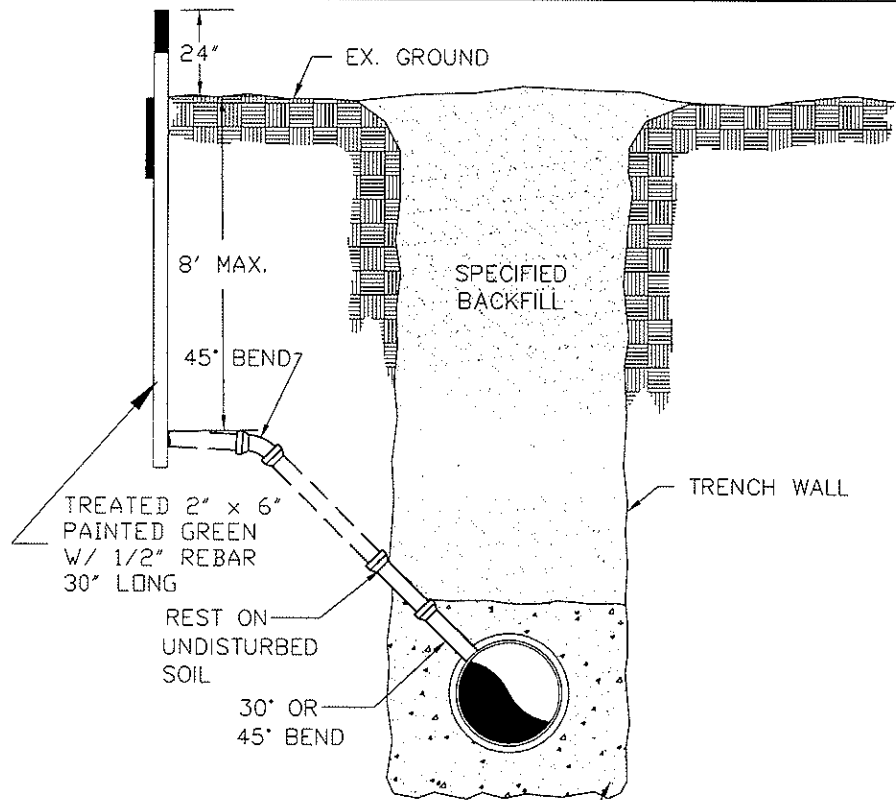 24"
EX. GROUND
8' MAX.
SPECIFIED
BACKFILL
45° BEND
TREATED 2" x 6"
PAINTED GREEN
W/ 1/2" REBAR
30" LONG
TRENCH WALL
REST ON
UNDISTURBED
SOIL
30° OR
45° BEND